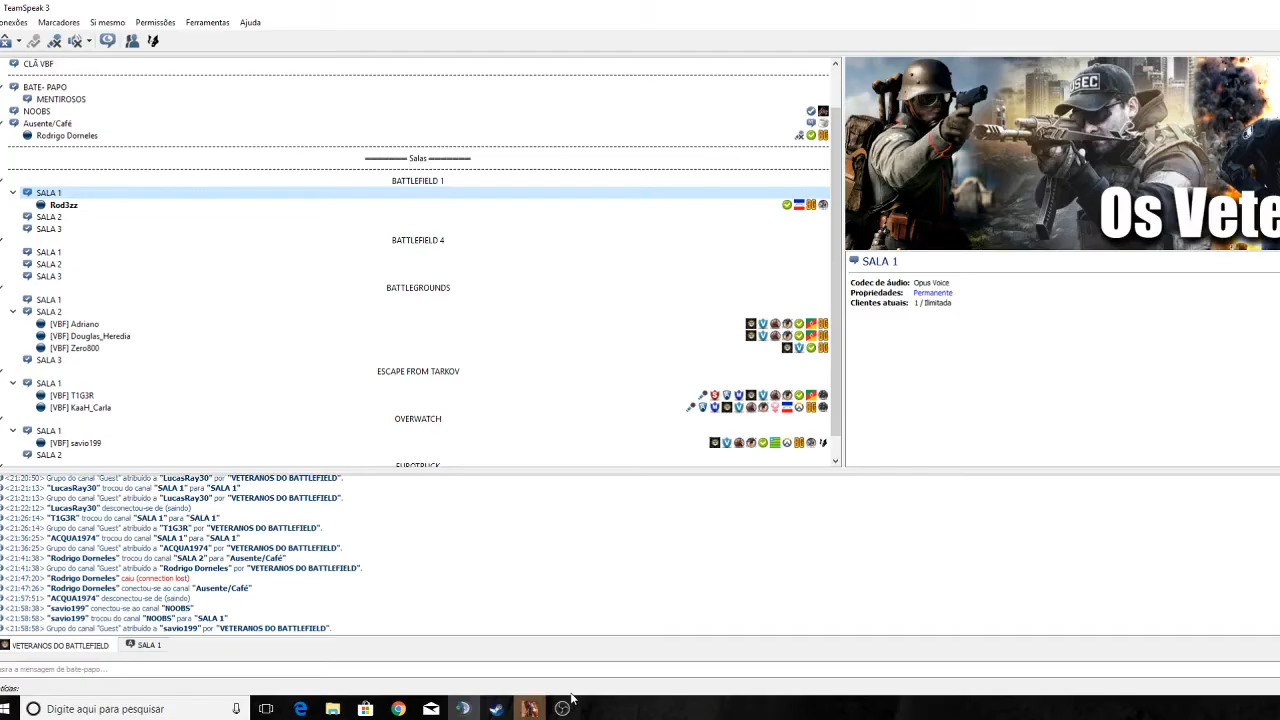 TeamSpeak 3
onexões Marcadores Si mesmo Permissões Ferramentas Ajuda
CLÃ VBF
BATE- PAPO
MENTIROSOS
NOOBS
Ausente/Café
Rodrigo Dorneles
Salas
BATTLEFIELD 1
SALA 1
Rod3zz
SALA 2
SALA 3
BATTLEFIELD 4
SALA 1
SALA 2
SALA 3
BATTLEGROUNDS
SALA 1
SALA 2
[VBF] Adriano
[VBF] Douglas_Heredia
[VBF] Zero800
SALA 3
ESCAPE FROM TARKOV
SALA 1
[VBF] T1G3R
[VBF] KaaH_Carla
OVERWATCH
SALA 1
[VBF] savio199
SALA 2
EUROTRUCK
USEC
Os Vete
SALA 1
Codec de áudio: Opus Voice
Propriedades: Permanente
Clientes atuais: 1 / Ilimitada
<21:20:50> Grupo do canal "Guest" atribuído a "LucasRay30" por "VETERANOS DO BATTLEFIELD".
<21:21:13> "LucasRay30" trocou do canal "SALA 1" para "SALA 1"
<21:21:13> Grupo do canal "Guest" atribuído a "LucasRay30" por "VETERANOS DO BATTLEFIELD".
<21:22:12> "LucasRay30" desconectou-se de (saindo)
<21:26:14> "T1G3R" trocou do canal "SALA 1" para "SALA 1"
<21:26:14> Grupo do canal "Guest" atribuído a "T1G3R" por "VETERANOS DO BATTLEFIELD".
<21:36:25> "ACQUA1974" trocou do canal "SALA 1" para "SALA 1"
<21:36:25> Grupo do canal "Guest" atribuído a "ACQUA1974" por "VETERANOS DO BATTLEFIELD".
<21:41:38> "Rodrigo Dorneles" trocou do canal "SALA 2" para "Ausente/Café"
<21:41:38> Grupo do canal "Guest" atribuído a "Rodrigo Dorneles" por "VETERANOS DO BATTLEFIELD".
<21:47:20> "Rodrigo Dorneles" caiu (connection lost)
<21:47:26> "Rodrigo Dorneles" conectou-se ao canal "Ausente/Café"
<21:57:51> "ACQUA1974" desconectou-se de (saindo)
<21:58:38> "savio199" conectou-se ao canal "NOOBS"
<21:58:58> "savio199" trocou do canal "NOOBS" para "SALA 1"
<21:58:58> Grupo do canal "Guest" atribuído a "savio199" por "VETERANOS DO BATTLEFIELD".
VETERANOS DO BATTLEFIELD SALA 1
sira a mensagem de bate-papo...
tícias:
Digite aqui para pesquisar